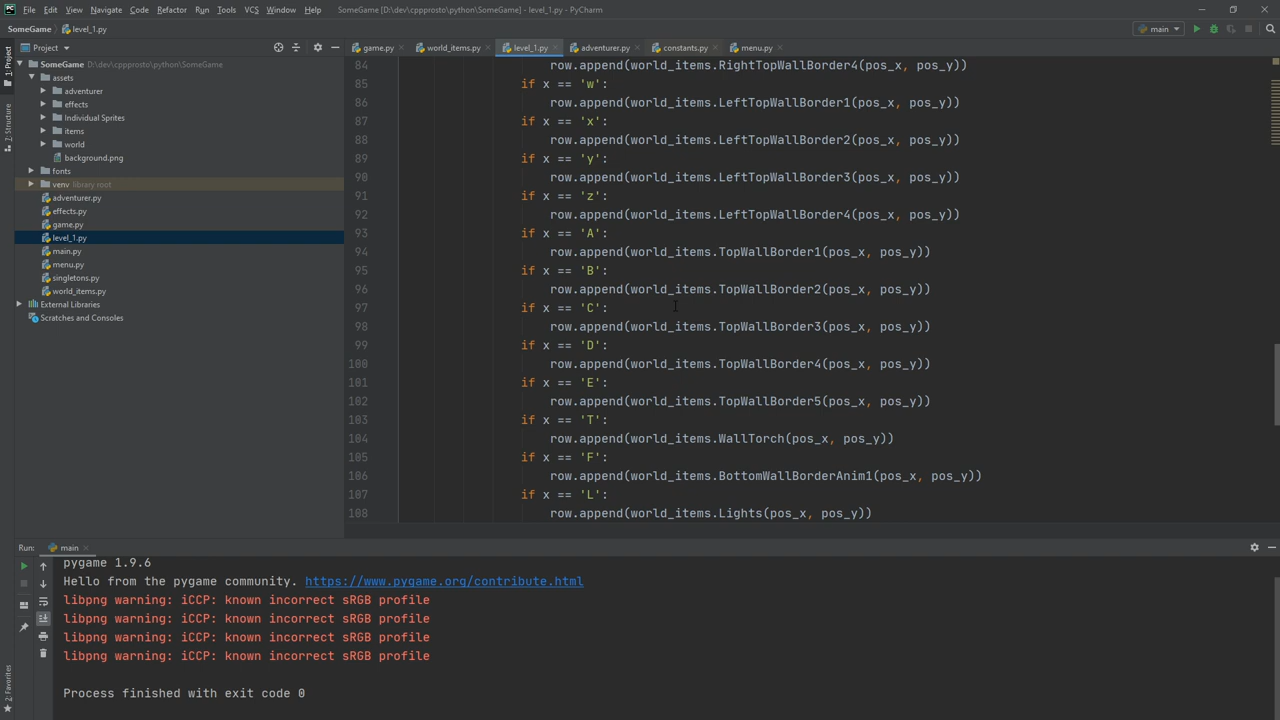 File Edit View Navigate Code Refactor Run Tools VCS Window Help SomeGame [D:\dev\cppprosto\python\SomeGame] - level_1.py - PyCharm
SomeGame level_1.py main
Project
game.py world_items.py level_1.py adventurer.py constants.py menu.py
1: Project
Z: Structure
2: Favorites
SomeGame D:\dev\cppprosto\python\SomeGame
assets
adventurer
effects
Individual Sprites
items
world
background.png
fonts
venv library root
adventurer.py
effects.py
game.py
level_1.py
main.py
menu.py
singletons.py
world_items.py
External Libraries
Scratches and Consoles
84 row.append(world_items.RightTopWallBorder4(pos_x, pos_y))
85 if x == 'w':
86 row.append(world_items.LeftTopWallBorder1(pos_x, pos_y))
87 if x == 'x':
88 row.append(world_items.LeftTopWallBorder2(pos_x, pos_y))
89 if x == 'y':
90 row.append(world_items.LeftTopWallBorder3(pos_x, pos_y))
91 if x == 'z':
92 row.append(world_items.LeftTopWallBorder4(pos_x, pos_y))
93 if x == 'A':
94 row.append(world_items.TopWallBorder1(pos_x, pos_y))
95 if x == 'B':
96 row.append(world_items.TopWallBorder2(pos_x, pos_y))
97 if x == 'C':
98 row.append(world_items.TopWallBorder3(pos_x, pos_y))
99 if x == 'D':
100 row.append(world_items.TopWallBorder4(pos_x, pos_y))
101 if x == 'E':
102 row.append(world_items.TopWallBorder5(pos_x, pos_y))
103 if x == 'T':
104 row.append(world_items.WallTorch(pos_x, pos_y))
105 if x == 'F':
106 row.append(world_items.BottomWallBorderAnim1(pos_x, pos_y))
107 if x == 'L':
108 row.append(world_items.Lights(pos_x, pos_y))
Run: main
pygame 1.9.6
Hello from the pygame community. https://www.pygame.org/contribute.html
libpng warning: iCCP: known incorrect sRGB profile
libpng warning: iCCP: known incorrect sRGB profile
libpng warning: iCCP: known incorrect sRGB profile
libpng warning: iCCP: known incorrect sRGB profile
Process finished with exit code 0